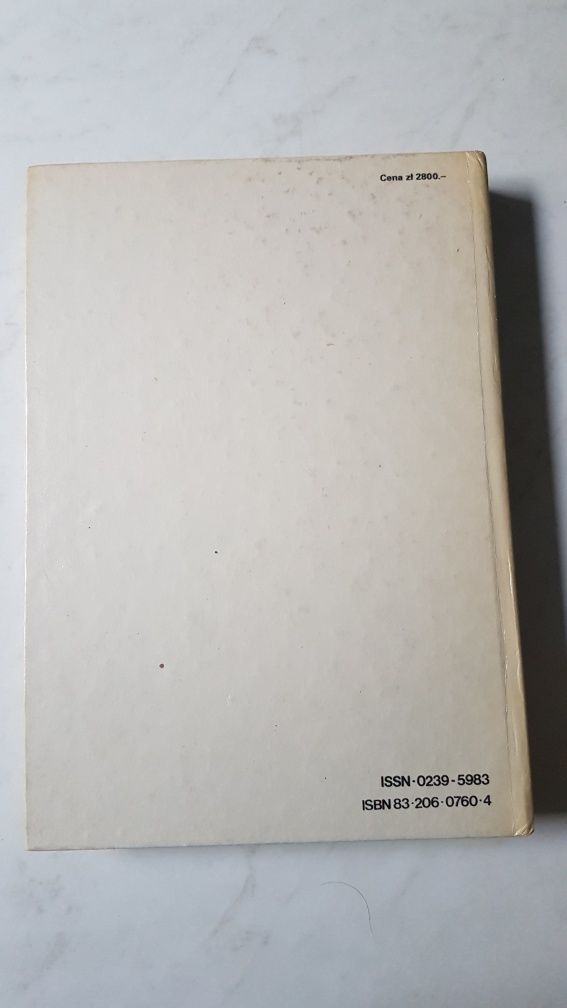 Cena zł 2800.–
ISSN·0239-5983
ISBN 83·206·0760·4